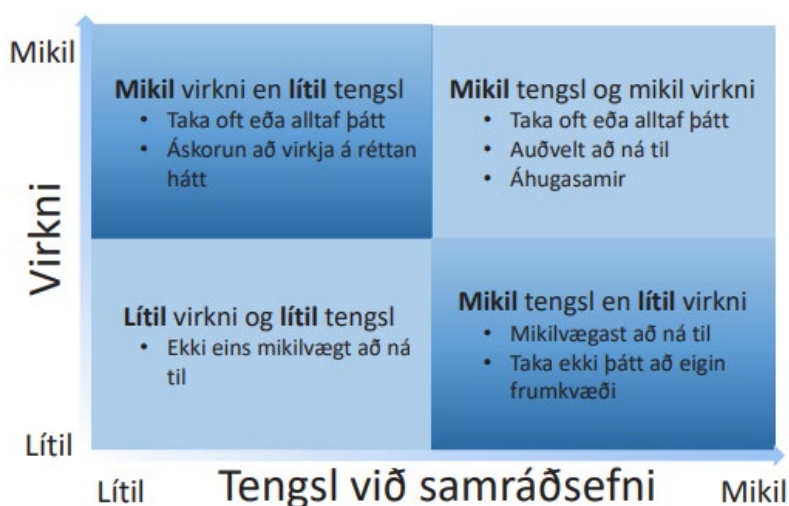 Mikil
Mikil virkni en lítil tengsl
• Taka oft eða alltaf þátt
• Áskorun að virkja á réttan
hátt
Mikil tengsl og mikil virkni
• Taka oft eða alltaf þátt
• Auðvelt að ná til
• Áhugasamir
Virkni
Lítil virkni og lítil tengsl
• Ekki eins mikilvægt að ná
til
Mikil tengsl en lítil virkni
• Mikilvægast að ná til
• Taka ekki þátt að eigin
frumkvæði
Lítil
Lítil
Tengsl við samráðsefni
Mikil